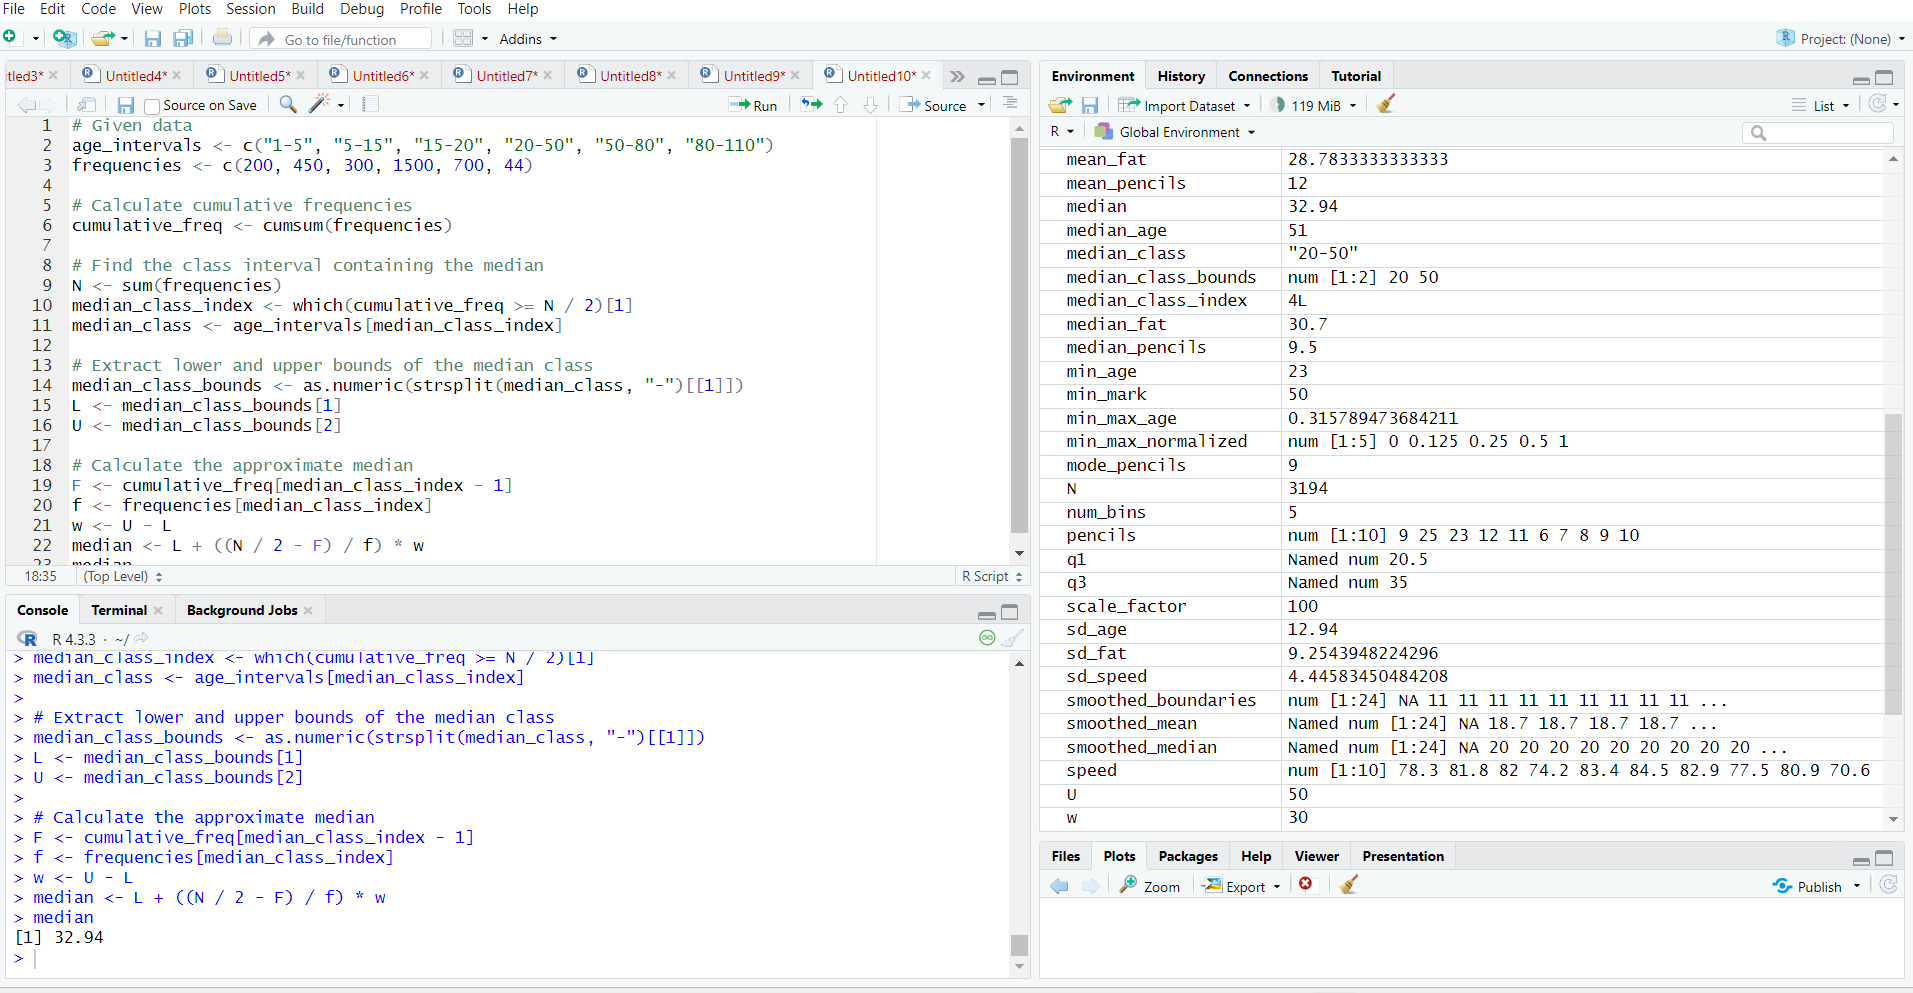 File Edit Code View Plots Session Build Debug Profile Tools Help
Go to file/function Addins Project: (None)
tled3* Untitled4* Untitled5* Untitled6* Untitled7* Untitled8* Untitled9* Untitled10*
Source on Save Run Source
1 # Given data
2 age_intervals <- c("1-5", "5-15", "15-20", "20-50", "50-80", "80-110")
3 frequencies <- c(200, 450, 300, 1500, 700, 44)
4
5 # Calculate cumulative frequencies
6 cumulative_freq <- cumsum(frequencies)
7
8 # Find the class interval containing the median
9 N <- sum(frequencies)
10 median_class_index <- which(cumulative_freq >= N / 2)[1]
11 median_class <- age_intervals[median_class_index]
12
13 # Extract lower and upper bounds of the median class
14 median_class_bounds <- as.numeric(strsplit(median_class, "-")[[1]])
15 L <- median_class_bounds[1]
16 U <- median_class_bounds[2]
17
18 # Calculate the approximate median
19 F <- cumulative_freq[median_class_index - 1]
20 f <- frequencies[median_class_index]
21 w <- U - L
22 median <- L + ((N / 2 - F) / f) * w
23 median
18:35 (Top Level) R Script
Console Terminal Background Jobs
R 4.3.3 · ~/
> median_class_index <- which(cumulative_freq >= N / 2)[1]
> median_class <- age_intervals[median_class_index]
>
> # Extract lower and upper bounds of the median class
> median_class_bounds <- as.numeric(strsplit(median_class, "-")[[1]])
> L <- median_class_bounds[1]
> U <- median_class_bounds[2]
>
> # Calculate the approximate median
> F <- cumulative_freq[median_class_index - 1]
> f <- frequencies[median_class_index]
> w <- U - L
> median <- L + ((N / 2 - F) / f) * w
> median
[1] 32.94
>
Environment History Connections Tutorial
Import Dataset 119 MiB List
R Global Environment
mean_fat 28.7833333333333
mean_pencils 12
median 32.94
median_age 51
median_class "20-50"
median_class_bounds num [1:2] 20 50
median_class_index 4L
median_fat 30.7
median_pencils 9.5
min_age 23
min_mark 50
min_max_age 0.315789473684211
min_max_normalized num [1:5] 0 0.125 0.25 0.5 1
mode_pencils 9
N 3194
num_bins 5
pencils num [1:10] 9 25 23 12 11 6 7 8 9 10
q1 Named num 20.5
q3 Named num 35
scale_factor 100
sd_age 12.94
sd_fat 9.2543948224296
sd_speed 4.44583450484208
smoothed_boundaries num [1:24] NA 11 11 11 11 11 11 11 11 11 ...
smoothed_mean Named num [1:24] NA 18.7 18.7 18.7 18.7 ...
smoothed_median Named num [1:24] NA 20 20 20 20 20 20 20 20 20 ...
speed num [1:10] 78.3 81.8 82 74.2 83.4 84.5 82.9 77.5 80.9 70.6
U 50
w 30
Files Plots Packages Help Viewer Presentation
Zoom Export Publish